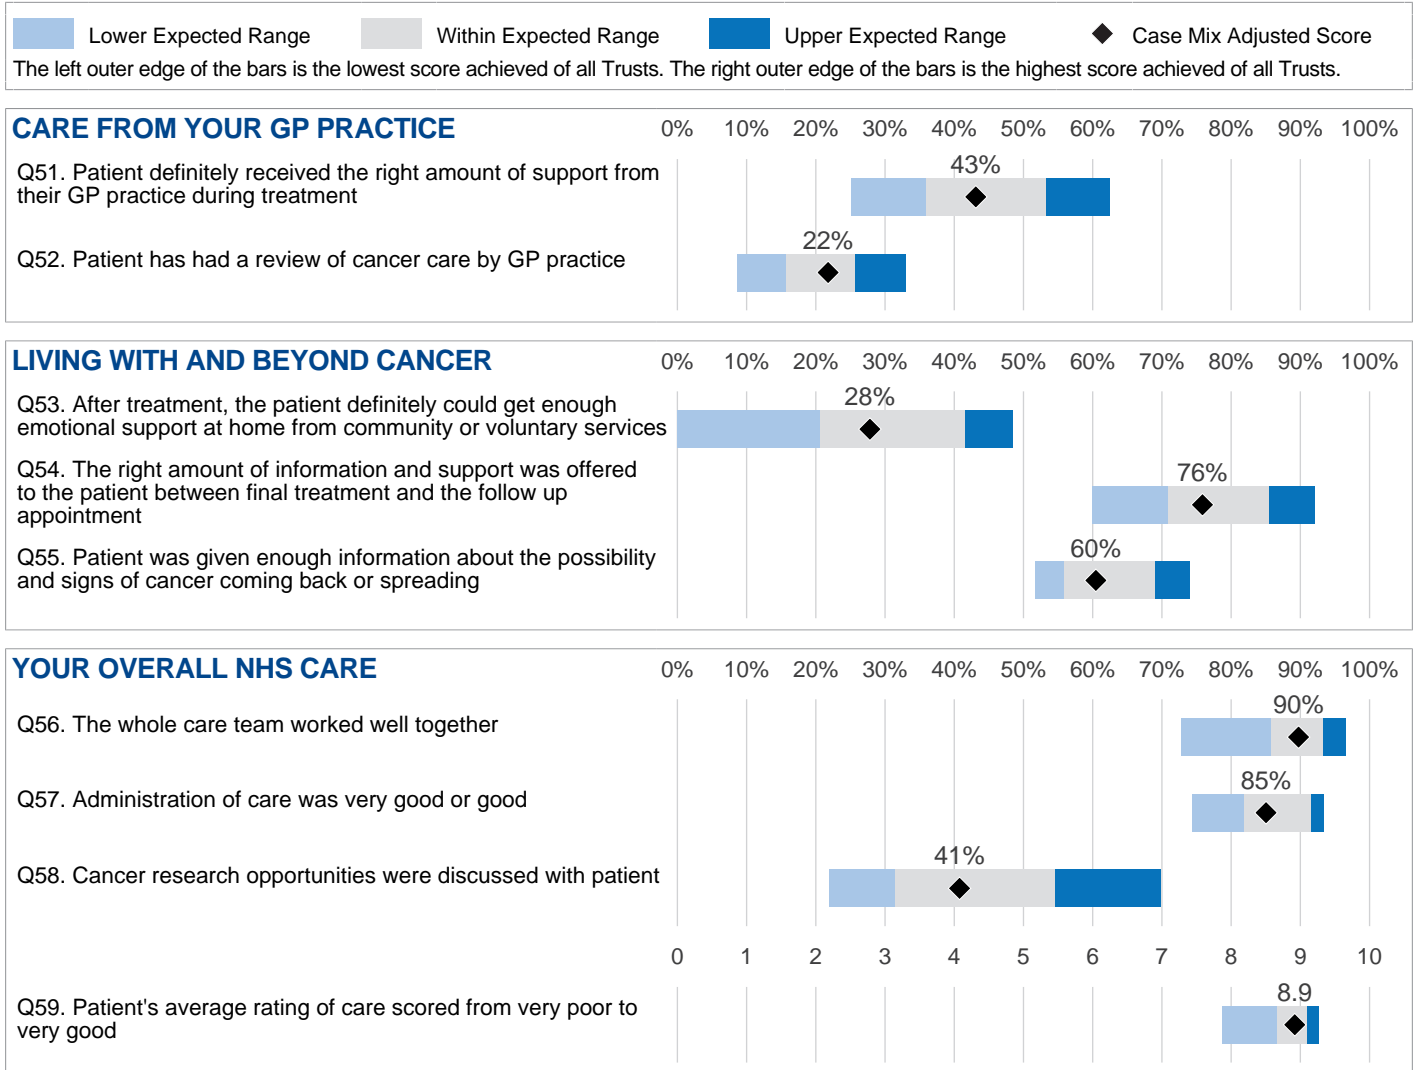 Lower Expected Range Within Expected Range Upper Expected Range Case Mix Adjusted Score
The left outer edge of the bars is the lowest score achieved of all Trusts. The right outer edge of the bars is the highest score achieved of all Trusts.
CARE FROM YOUR GP PRACTICE 0% 10% 20% 30% 40% 50% 60% 70% 80% 90% 100%
43%
Q51. Patient definitely received the right amount of support from
their GP practice during treatment
22%
Q52. Patient has had a review of cancer care by GP practice
LIVING WITH AND BEYOND CANCER 0% 10% 20% 30% 40% 50% 60% 70% 80% 90% 100%
28%
Q53. After treatment, the patient definitely could get enough
emotional support at home from community or voluntary services
76%
Q54. The right amount of information and support was offered
to the patient between final treatment and the follow up
appointment
60%
Q55. Patient was given enough information about the possibility
and signs of cancer coming back or spreading
YOUR OVERALL NHS CARE 0% 10% 20% 30% 40% 50% 60% 70% 80% 90% 100%
90%
Q56. The whole care team worked well together
85%
Q57. Administration of care was very good or good
41%
Q58. Cancer research opportunities were discussed with patient
0 1 2 3 4 5 6 7 8 9 10
8.9
Q59. Patient's average rating of care scored from very poor to
very good